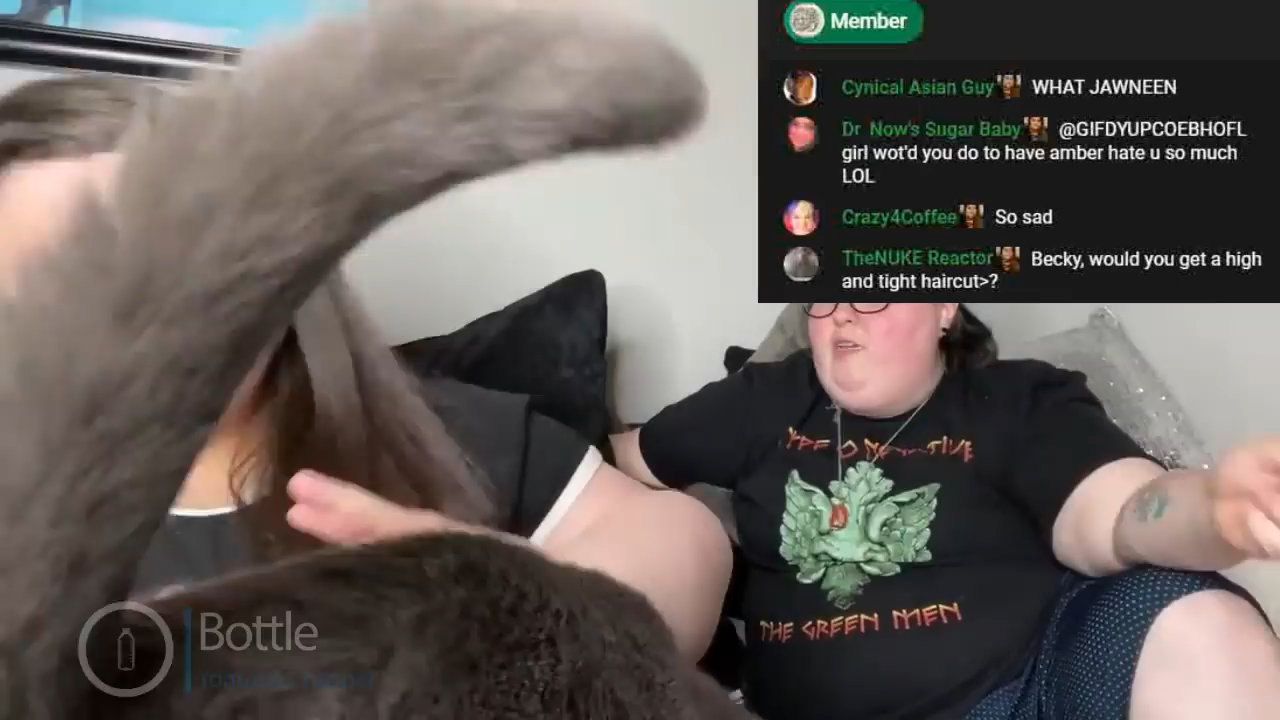 Member
Cynical Asian Guy WHAT JAWNEEN
Dr Now's Sugar Baby @GIFDYUPCOEBHOFL
girl wot'd you do to have amber hate u so much
LOL
Crazy4Coffee So sad
TheNUKE Reactor Becky, would you get a high
and tight haircut>?
THE GREEN MEN
Bottle